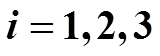 i = 1,2,3